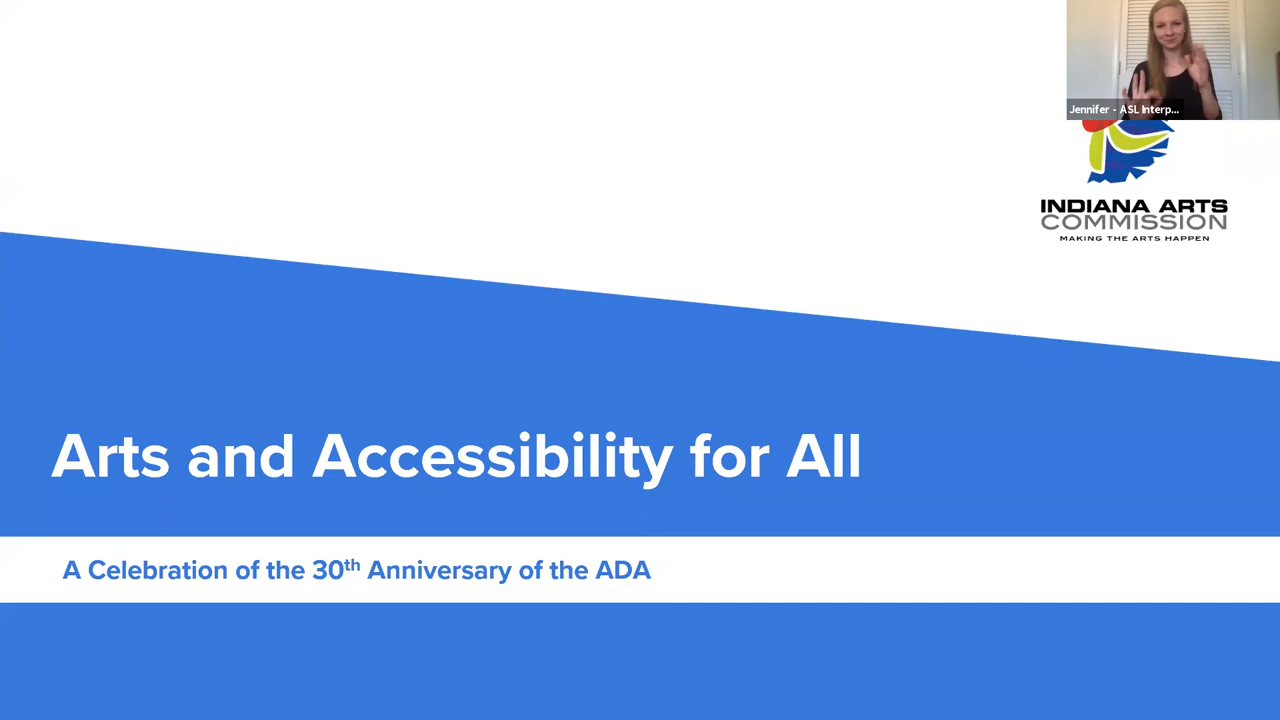 Jennifer - ASL Interp...
INDIANA ARTS
COMMISSION
MAKING THE ARTS HAPPEN
Arts and Accessibility for All
A Celebration of the 30th Anniversary of the ADA